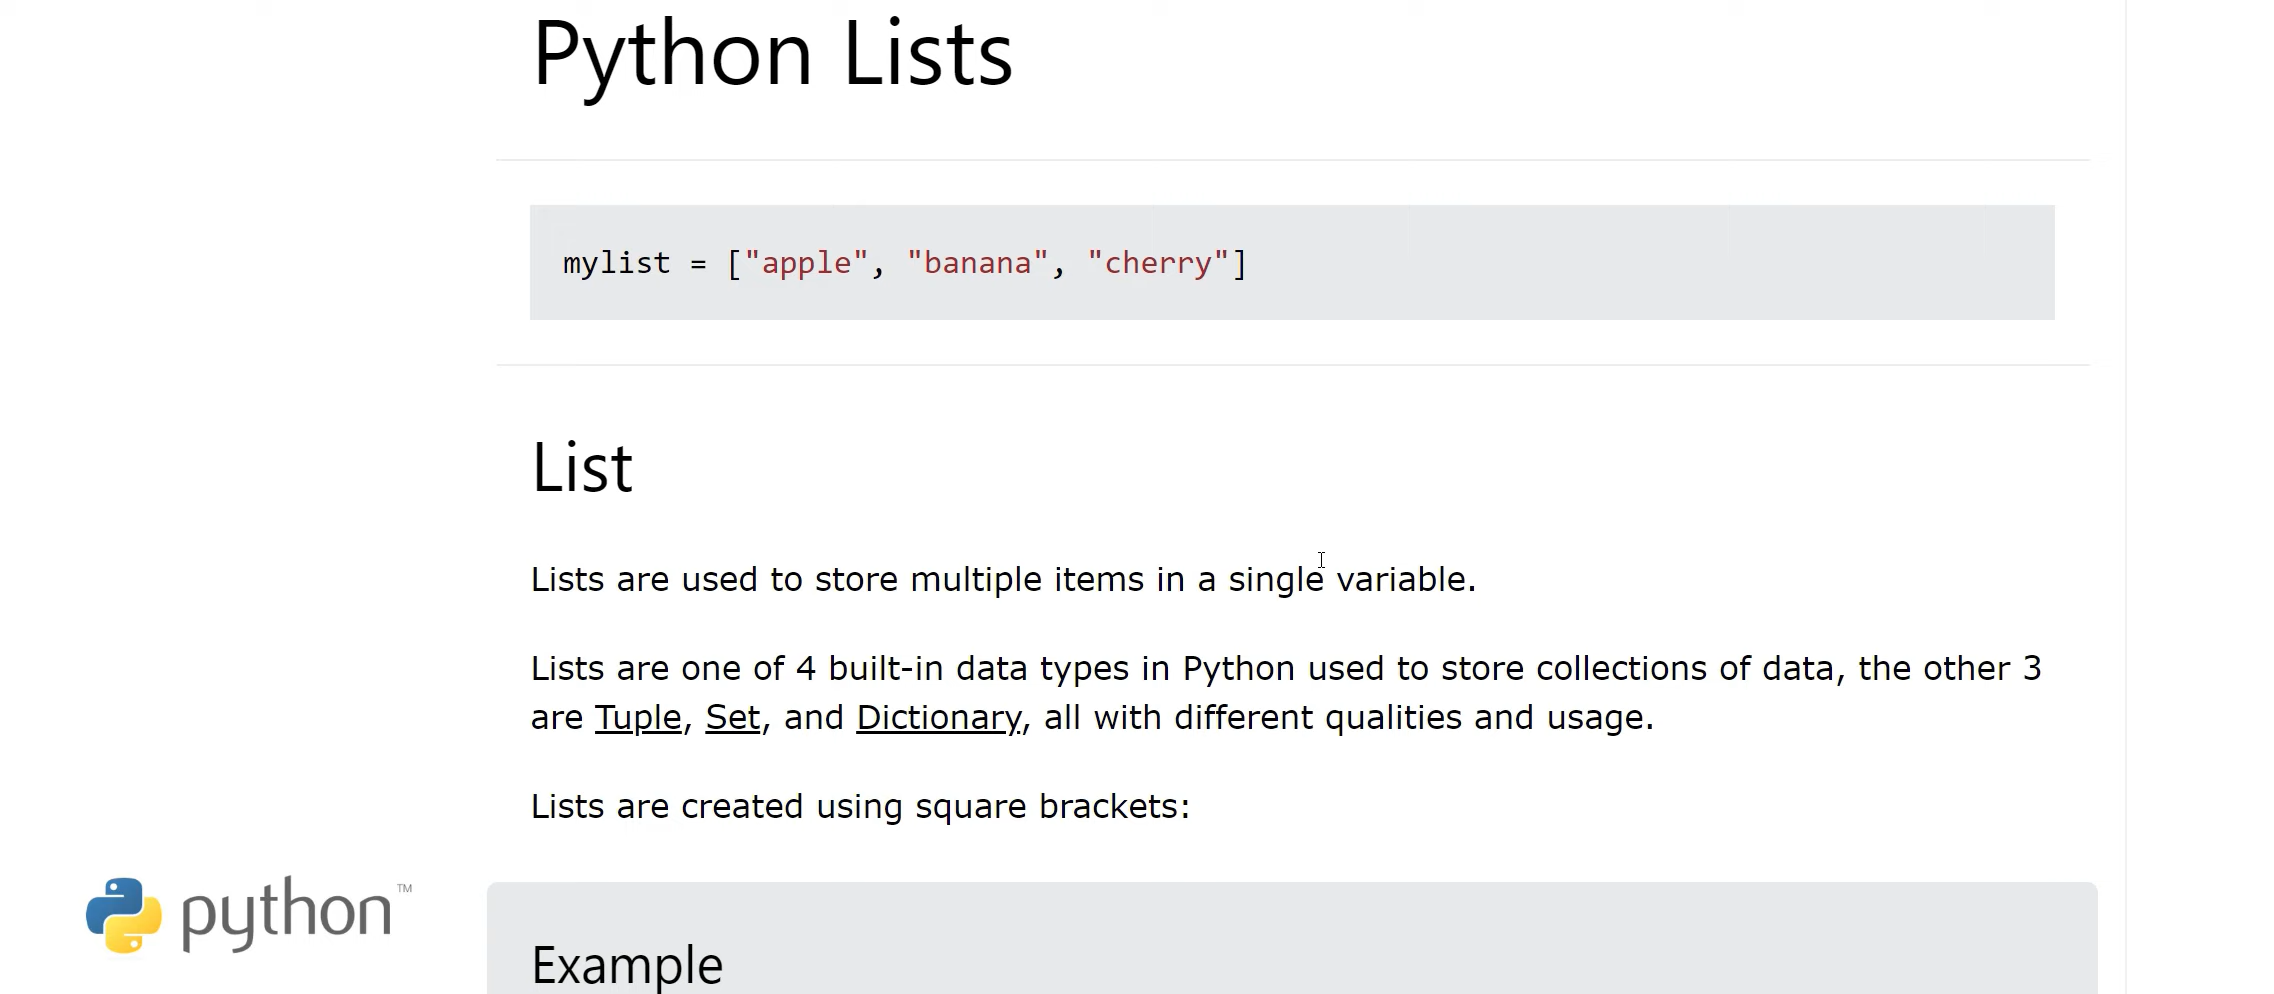 Python Lists
mylist = ["apple", "banana", "cherry"]
List
Lists are used to store multiple items in a single variable.
Lists are one of 4 built-in data types in Python used to store collections of data, the other 3
are Tuple, Set, and Dictionary, all with different qualities and usage.
Lists are created using square brackets:
python™
Example